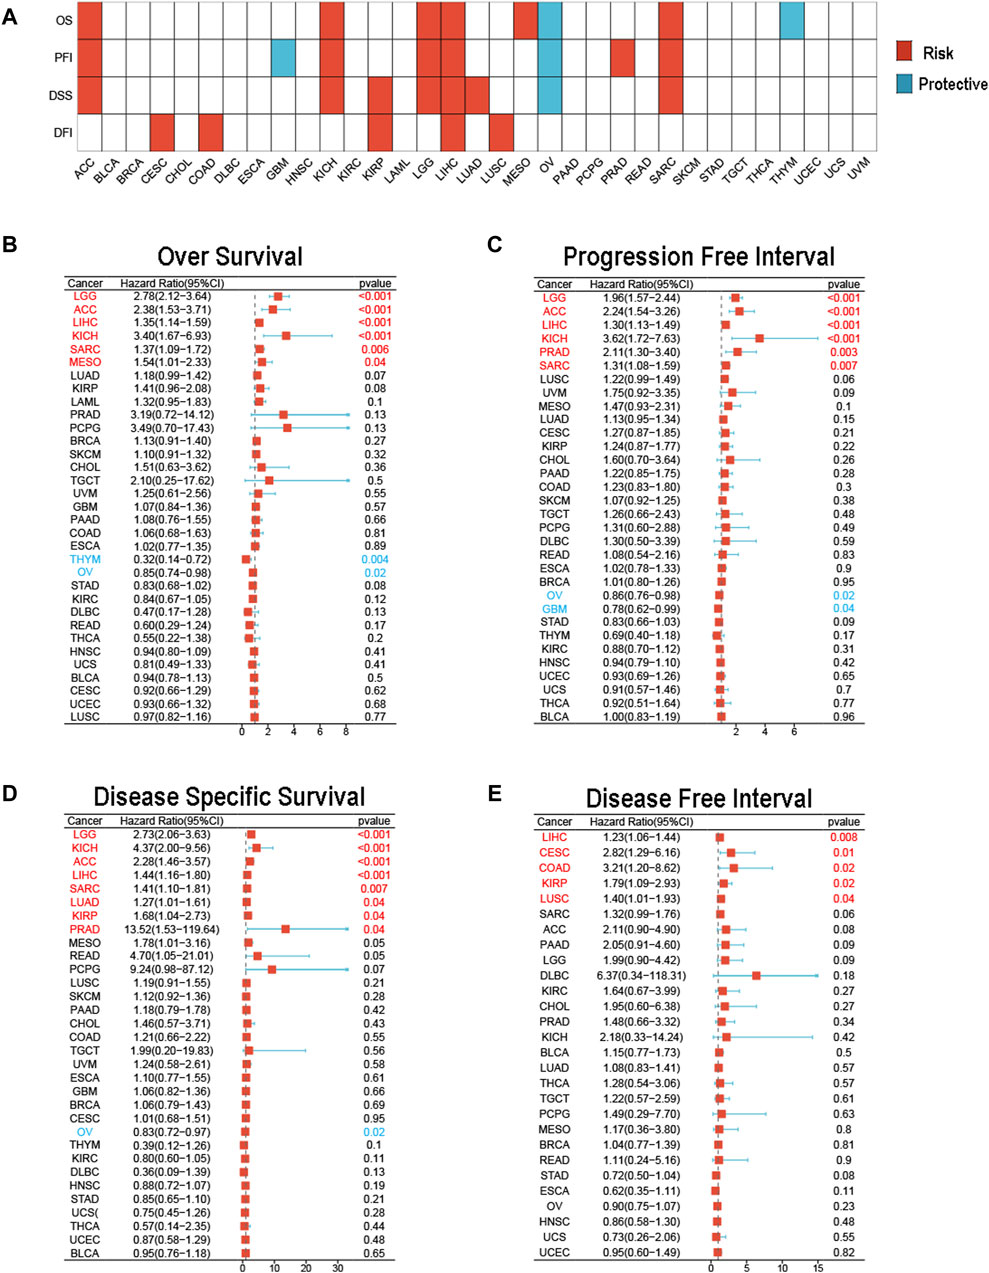 A
OS
PFI
DSS
DFI
Risk
Protective
ACC BLCA BRCA CESC CHOL COAD DLBC ESCA GBM HNSC KICH KIRC KIRP LAML LGG LIHC LUAD LUSC MESO OV PAAD PCPG PRAD READ SARC SKCM STAD TGCT THCA THYM UCEC UCS UVM
B
Over Survival
Cancer Hazard Ratio(95%CI) pvalue
LGG 2.78(2.12−3.64) <0.001
ACC 2.38(1.53−3.71) <0.001
LIHC 1.35(1.14−1.59) <0.001
KICH 3.40(1.67−6.93) <0.001
SARC 1.37(1.09−1.72) 0.006
MESO 1.54(1.01−2.33) 0.04
LUAD 1.18(0.99−1.42) 0.07
KIRP 1.41(0.96−2.08) 0.08
LAML 1.32(0.95−1.83) 0.1
PRAD 3.19(0.72−14.12) 0.13
PCPG 3.49(0.70−17.43) 0.13
BRCA 1.13(0.91−1.40) 0.27
SKCM 1.10(0.91−1.32) 0.32
CHOL 1.51(0.63−3.62) 0.36
TGCT 2.10(0.25−17.62) 0.5
UVM 1.25(0.61−2.56) 0.55
GBM 1.07(0.84−1.36) 0.57
PAAD 1.08(0.76−1.55) 0.66
COAD 1.06(0.68−1.63) 0.81
ESCA 1.02(0.77−1.35) 0.89
THYM 0.32(0.14−0.72) 0.004
OV 0.85(0.74−0.98) 0.02
STAD 0.83(0.68−1.02) 0.08
KIRC 0.84(0.67−1.05) 0.12
DLBC 0.47(0.17−1.28) 0.13
READ 0.60(0.29−1.24) 0.17
THCA 0.55(0.22−1.38) 0.2
HNSC 0.94(0.80−1.09) 0.41
UCS 0.81(0.49−1.33) 0.41
BLCA 0.94(0.78−1.13) 0.5
CESC 0.92(0.66−1.29) 0.62
UCEC 0.93(0.66−1.32) 0.68
LUSC 0.97(0.82−1.16) 0.77
0 2 4 6 8
C
Progression Free Interval
Cancer Hazard Ratio(95%CI) pvalue
LGG 1.96(1.57−2.44) <0.001
ACC 2.24(1.54−3.26) <0.001
LIHC 1.30(1.13−1.49) <0.001
KICH 3.62(1.72−7.63) <0.001
PRAD 2.11(1.30−3.40) 0.003
SARC 1.31(1.08−1.59) 0.007
LUSC 1.22(0.99−1.49) 0.06
UVM 1.75(0.92−3.35) 0.09
MESO 1.47(0.93−2.31) 0.1
LUAD 1.13(0.95−1.34) 0.15
CESC 1.27(0.87−1.85) 0.21
KIRP 1.24(0.87−1.77) 0.22
CHOL 1.60(0.70−3.64) 0.26
PAAD 1.22(0.85−1.75) 0.28
COAD 1.23(0.83−1.80) 0.3
SKCM 1.07(0.92−1.25) 0.38
TGCT 1.26(0.66−2.43) 0.48
PCPG 1.31(0.60−2.88) 0.49
DLBC 1.30(0.50−3.39) 0.59
READ 1.08(0.54−2.16) 0.83
ESCA 1.02(0.78−1.33) 0.9
BRCA 1.01(0.80−1.26) 0.95
OV 0.86(0.76−0.98) 0.02
GBM 0.78(0.62−0.99) 0.04
STAD 0.83(0.66−1.03) 0.09
THYM 0.69(0.40−1.18) 0.17
KIRC 0.88(0.70−1.12) 0.31
HNSC 0.94(0.79−1.10) 0.42
UCEC 0.93(0.69−1.26) 0.65
UCS 0.91(0.57−1.46) 0.7
THCA 0.92(0.51−1.64) 0.77
BLCA 1.00(0.83−1.19) 0.96
2 4 6
D
Disease Specific Survival
Cancer Hazard Ratio(95%CI) pvalue
LGG 2.73(2.06−3.63) <0.001
KICH 4.37(2.00−9.56) <0.001
ACC 2.28(1.46−3.57) <0.001
LIHC 1.44(1.16−1.80) <0.001
SARC 1.41(1.10−1.81) 0.007
LUAD 1.27(1.01−1.61) 0.04
KIRP 1.68(1.04−2.73) 0.04
PRAD 13.52(1.53−119.64) 0.04
MESO 1.78(1.01−3.16) 0.05
READ 4.70(1.05−21.01) 0.05
PCPG 9.24(0.98−87.12) 0.07
LUSC 1.19(0.91−1.55) 0.21
SKCM 1.12(0.92−1.36) 0.28
PAAD 1.18(0.79−1.78) 0.42
CHOL 1.46(0.57−3.71) 0.43
COAD 1.21(0.66−2.22) 0.55
TGCT 1.99(0.20−19.83) 0.56
UVM 1.24(0.58−2.61) 0.58
ESCA 1.10(0.77−1.55) 0.61
GBM 1.06(0.82−1.36) 0.66
BRCA 1.06(0.79−1.43) 0.69
CESC 1.01(0.68−1.51) 0.95
OV 0.83(0.72−0.97) 0.02
THYM 0.39(0.12−1.26) 0.1
KIRC 0.80(0.60−1.05) 0.11
DLBC 0.36(0.09−1.39) 0.13
HNSC 0.88(0.72−1.07) 0.19
STAD 0.85(0.65−1.10) 0.21
UCS( 0.75(0.45−1.26) 0.28
THCA 0.57(0.14−2.35) 0.44
UCEC 0.87(0.58−1.29) 0.48
BLCA 0.95(0.76−1.18) 0.65
0 10 20 30
E
Disease Free Interval
Cancer Hazard Ratio(95%CI) pvalue
LIHC 1.23(1.06−1.44) 0.008
CESC 2.82(1.29−6.16) 0.01
COAD 3.21(1.20−8.62) 0.02
KIRP 1.79(1.09−2.93) 0.02
LUSC 1.40(1.01−1.93) 0.04
SARC 1.32(0.99−1.76) 0.06
ACC 2.11(0.90−4.90) 0.08
PAAD 2.05(0.91−4.60) 0.09
LGG 1.99(0.90−4.42) 0.09
DLBC 6.37(0.34−118.31) 0.18
KIRC 1.64(0.67−3.99) 0.27
CHOL 1.95(0.60−6.38) 0.27
PRAD 1.48(0.66−3.32) 0.34
KICH 2.18(0.33−14.24) 0.42
BLCA 1.15(0.77−1.73) 0.5
LUAD 1.08(0.83−1.41) 0.57
THCA 1.28(0.54−3.06) 0.57
TGCT 1.22(0.57−2.59) 0.61
PCPG 1.49(0.29−7.70) 0.63
MESO 1.17(0.36−3.80) 0.8
BRCA 1.04(0.77−1.39) 0.81
READ 1.11(0.24−5.16) 0.9
STAD 0.72(0.50−1.04) 0.08
ESCA 0.62(0.35−1.11) 0.11
OV 0.90(0.75−1.07) 0.23
HNSC 0.86(0.58−1.30) 0.48
UCS 0.73(0.26−2.06) 0.55
UCEC 0.95(0.60−1.49) 0.82
0 5 10 15